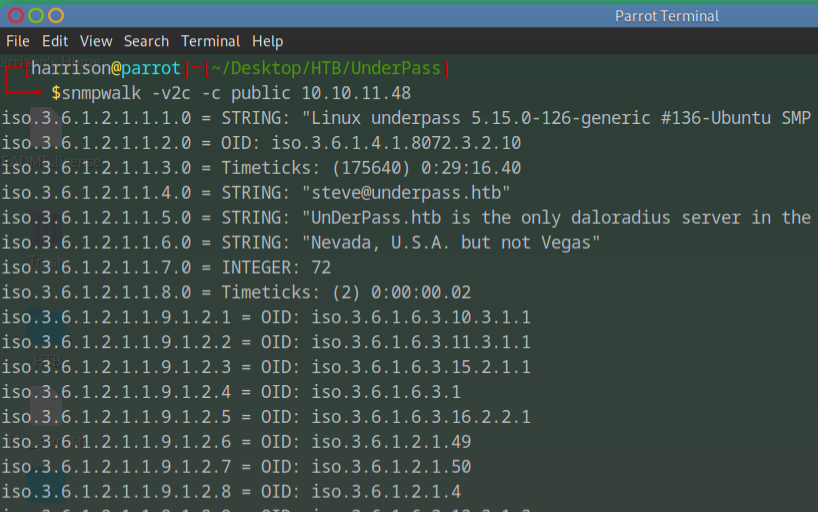 Parrot Terminal
File Edit View Search Terminal Help
[harrison@parrot]─[~/Desktop/HTB/UnderPass]
$snmpwalk -v2c -c public 10.10.11.48
iso.3.6.1.2.1.1.1.0 = STRING: "Linux underpass 5.15.0-126-generic #136-Ubuntu SMP
iso.3.6.1.2.1.1.2.0 = OID: iso.3.6.1.4.1.8072.3.2.10
iso.3.6.1.2.1.1.3.0 = Timeticks: (175640) 0:29:16.40
iso.3.6.1.2.1.1.4.0 = STRING: "steve@underpass.htb"
iso.3.6.1.2.1.1.5.0 = STRING: "UnDerPass.htb is the only daloradius server in the
iso.3.6.1.2.1.1.6.0 = STRING: "Nevada, U.S.A. but not Vegas"
iso.3.6.1.2.1.1.7.0 = INTEGER: 72
iso.3.6.1.2.1.1.8.0 = Timeticks: (2) 0:00:00.02
iso.3.6.1.2.1.1.9.1.2.1 = OID: iso.3.6.1.6.3.10.3.1.1
iso.3.6.1.2.1.1.9.1.2.2 = OID: iso.3.6.1.6.3.11.3.1.1
iso.3.6.1.2.1.1.9.1.2.3 = OID: iso.3.6.1.6.3.15.2.1.1
iso.3.6.1.2.1.1.9.1.2.4 = OID: iso.3.6.1.6.3.1
iso.3.6.1.2.1.1.9.1.2.5 = OID: iso.3.6.1.6.3.16.2.2.1
iso.3.6.1.2.1.1.9.1.2.6 = OID: iso.3.6.1.2.1.49
iso.3.6.1.2.1.1.9.1.2.7 = OID: iso.3.6.1.2.1.50
iso.3.6.1.2.1.1.9.1.2.8 = OID: iso.3.6.1.2.1.4